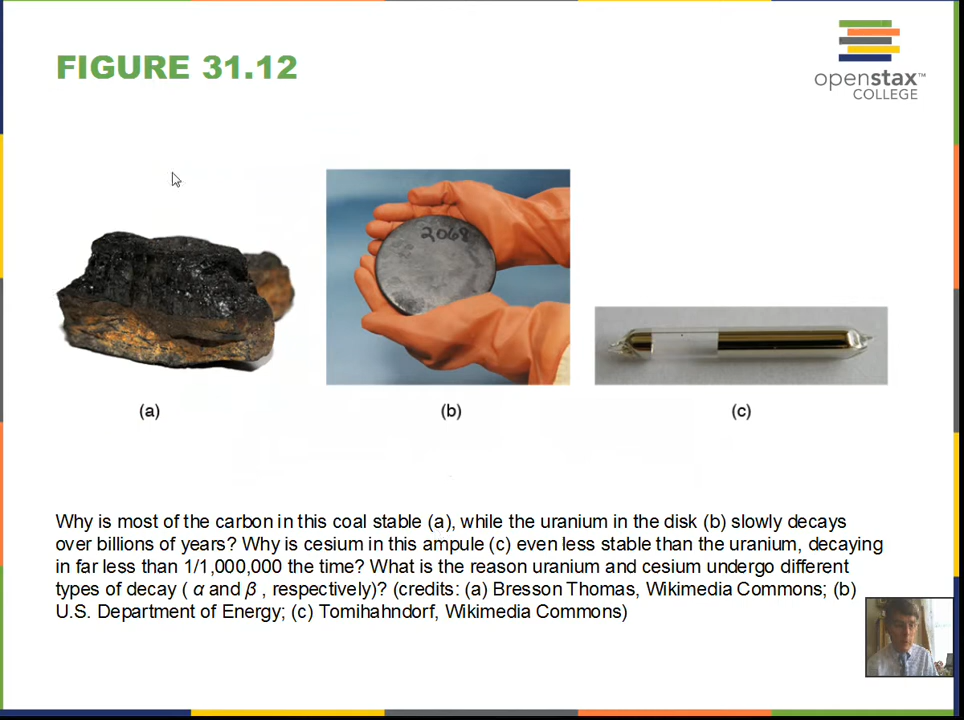 FIGURE 31.12
openstax™
COLLEGE
2068
(a)
(b)
(c)
Why is most of the carbon in this coal stable (a), while the uranium in the disk (b) slowly decays
over billions of years? Why is cesium in this ampule (c) even less stable than the uranium, decaying
in far less than 1/1,000,000 the time? What is the reason uranium and cesium undergo different
types of decay ( α and β , respectively)? (credits: (a) Bresson Thomas, Wikimedia Commons; (b)
U.S. Department of Energy; (c) Tomihahndorf, Wikimedia Commons)